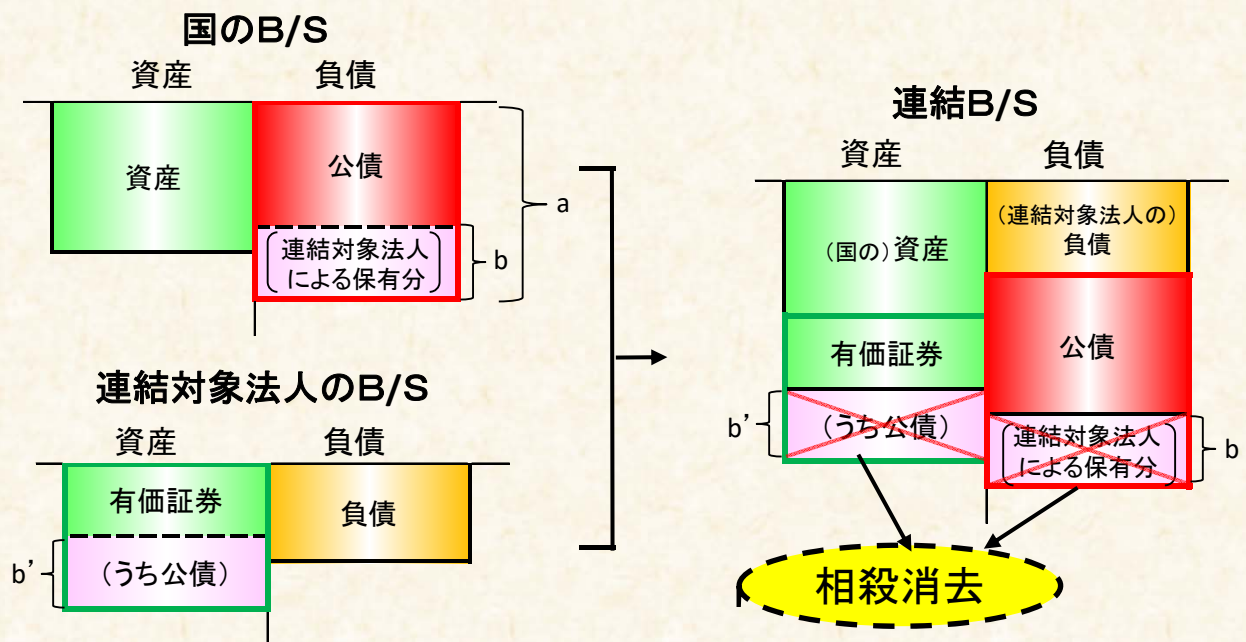 国のB/S
資産
負債
資産
公債
(連結対象法人
による保有分)
a
b
連結対象法人のB/S
資産
負債
有価証券
(うち公債)
負債
b’
連結B/S
資産
負債
(国の)資産
(連結対象法人の)
負債
有価証券
公債
(うち公債)
b’
(連結対象法人
による保有分)
b
相殺消去